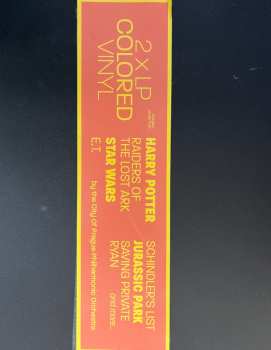 2 x LP
COLORED
VINYL
HARRY POTTER
RAIDERS OF
THE LOST ARK
STAR WARS
E.T.
SCHINDLER'S LIST
JURASSIC PARK
SAVING PRIVATE
RYAN
and more...
by the City of Prague Philharmonic Orchestra